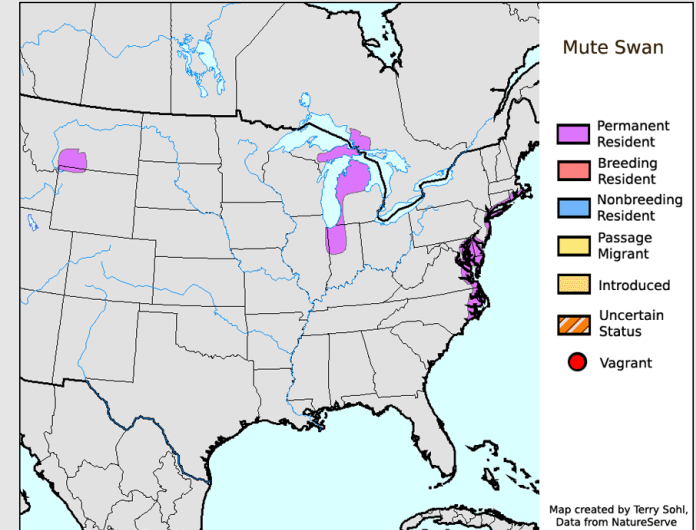 Mute Swan
Permanent
Resident
Breeding
Resident
Nonbreeding
Resident
Passage
Migrant
Introduced
Uncertain
Status
Vagrant
Map created by Terry Sohl,
Data from NatureServe